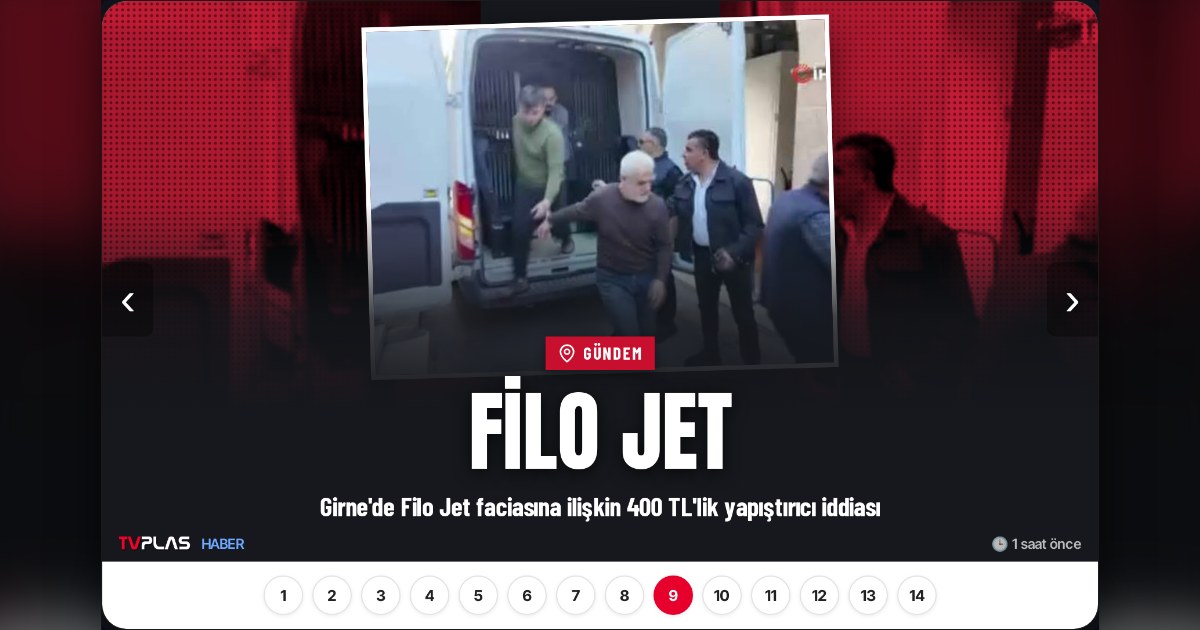 GÜNDEM
FİLO JET
Girne'de Filo Jet faciasına ilişkin 400 TL'lik yapıştırıcı iddiası
TVPLAS HABER
1 saat önce
1 2 3 4 5 6 7 8 9 10 11 12 13 14